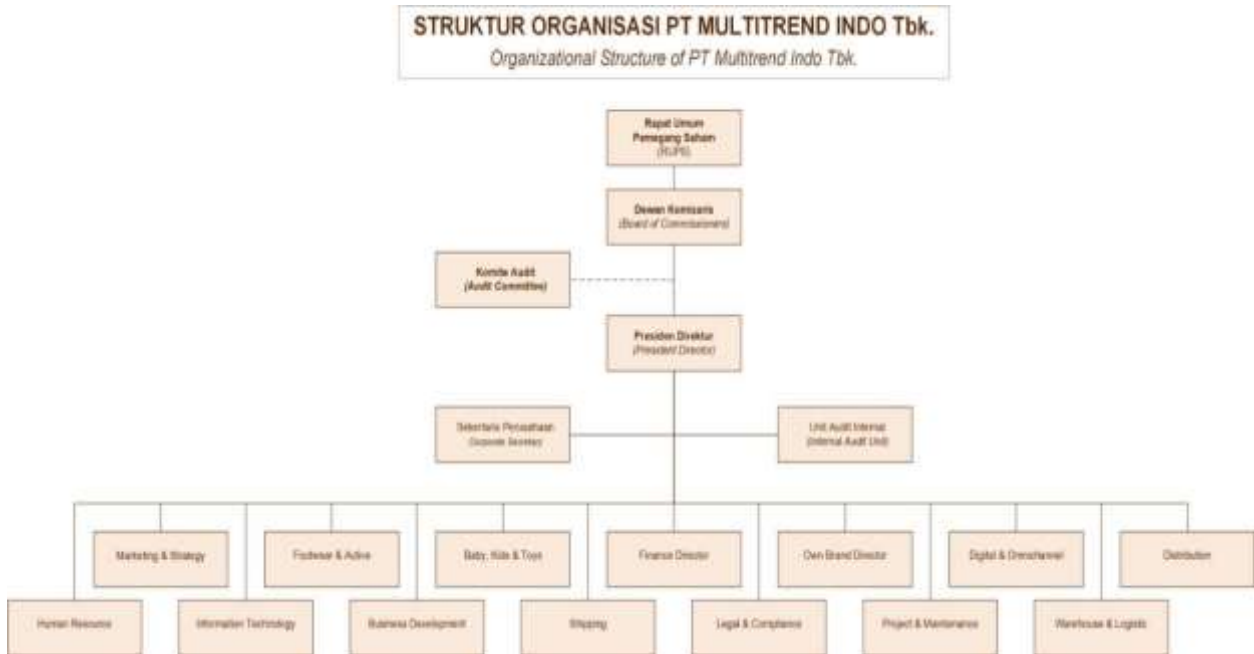 STRUKTUR ORGANISASI PT MULTITREND INDO Tbk.
Organizational Structure of PT Multitrend Indo Tbk.
Rapat Umum
Pemegang Saham
(RUPS)
Dewan Komisaris
(Board of Commissioners)
Komite Audit
(Audit Committee)
Presiden Direktur
(President Director)
Sekertaris Perusahaan
Corporate Secretary
Unit Audit Internal
(Internal Audit Unit)
Marketing & Strategy
Footwear & Active
Baby, Kids & Toys
Finance Director
Own Brand Director
Digital & Omnichannel
Distribution
Human Resource
Information Technology
Business Development
Shipping
Legal & Compliance
Project & Maintenance
Warehouse & Logistic